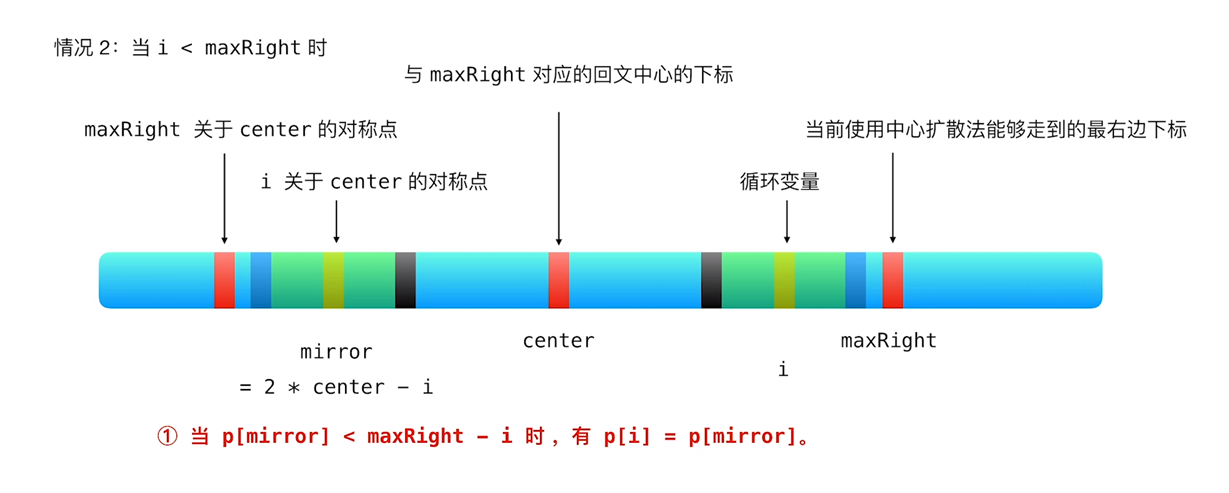 情况 2：当 i < maxRight 时
与 maxRight 对应的回文中心的下标
maxRight 关于 center 的对称点
当前使用中心扩散法能够走到的最右边下标
i 关于 center 的对称点
循环变量
center
maxRight
mirror
i
= 2 * center - i
① 当 p[mirror] < maxRight - i 时，有 p[i] = p[mirror]。